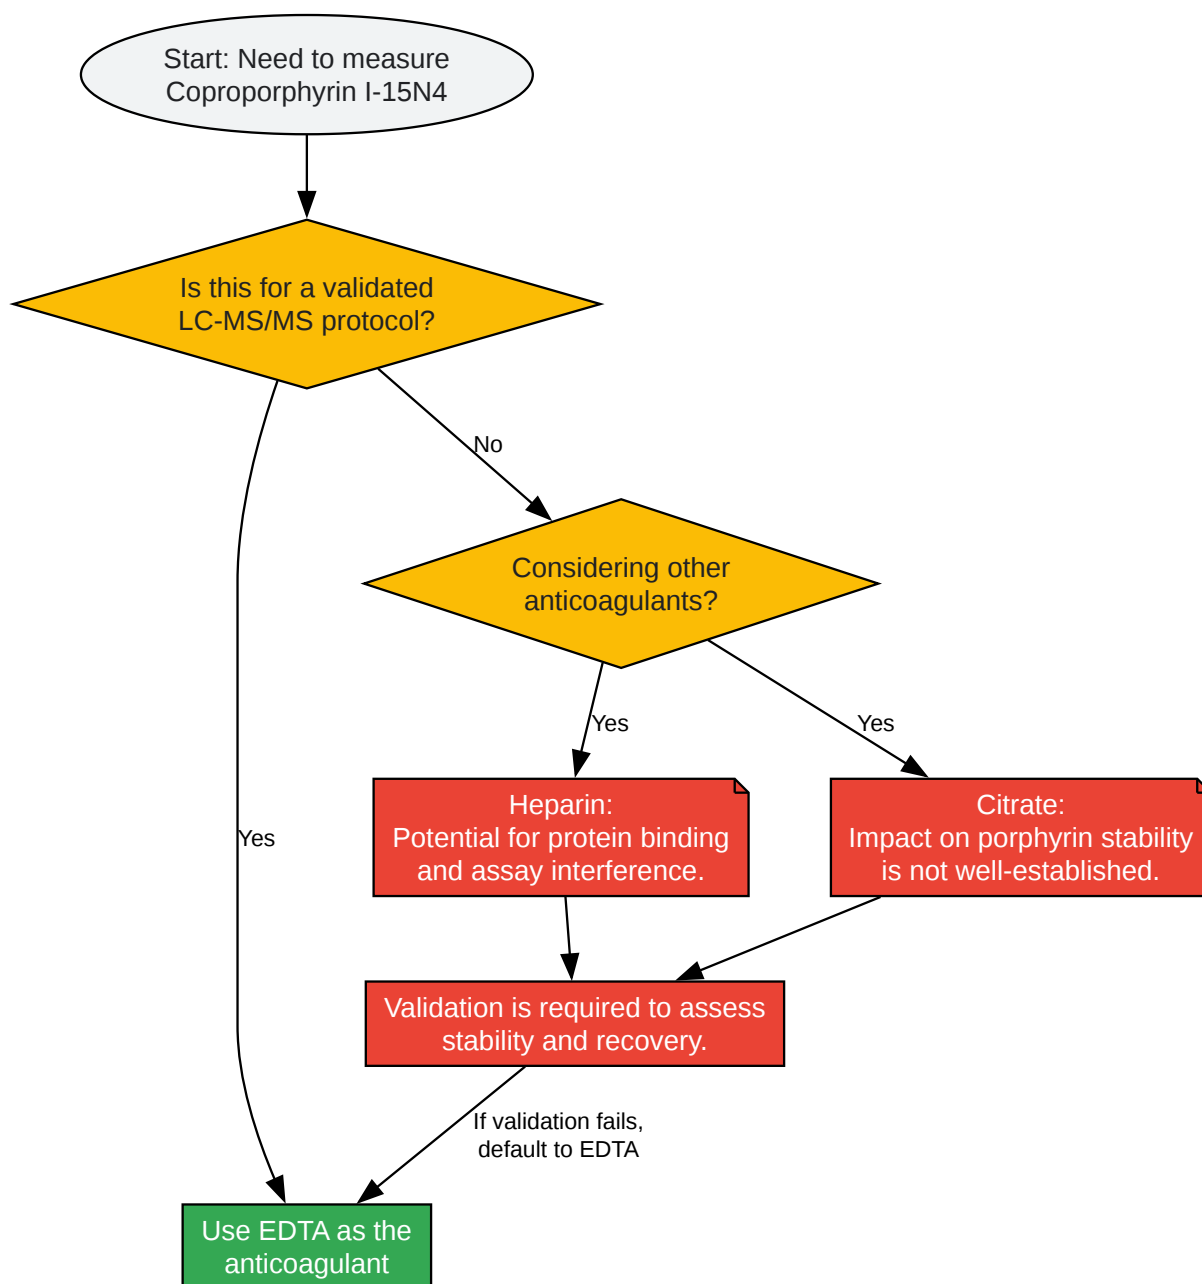 Start: Need to measure
Coproporphyrin I-15N4
Is this for a validated
LC-MS/MS protocol?
No
Considering other
anticoagulants?
Yes
Yes
Heparin:
Potential for protein binding
and assay interference.
Citrate:
Impact on porphyrin stability
is not well-established.
Yes
Validation is required to assess
stability and recovery.
If validation fails,
default to EDTA
Use EDTA as the
anticoagulant